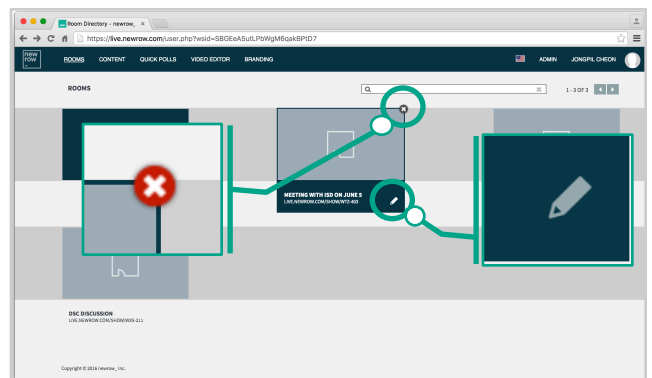 Room Directory - newrow_
https://live.newrow.com/user.php?wsid=S8GEeA5utLPbWgM6qakBPtD7
new
row
_
ROOMS CONTENT QUICK POLLS VIDEO EDITOR BRANDING ADMIN JONGPIL CHEON
ROOMS 1 - 3 OF 3
MEETING WITH ISD ON JUNE 5
LIVE.NEWROW.COM/SHOW/WTZ-403
DSC DISCUSSION
LIVE.NEWROW.COM/SHOW/WXS-211
Copyright © 2016 newrow_ Inc.